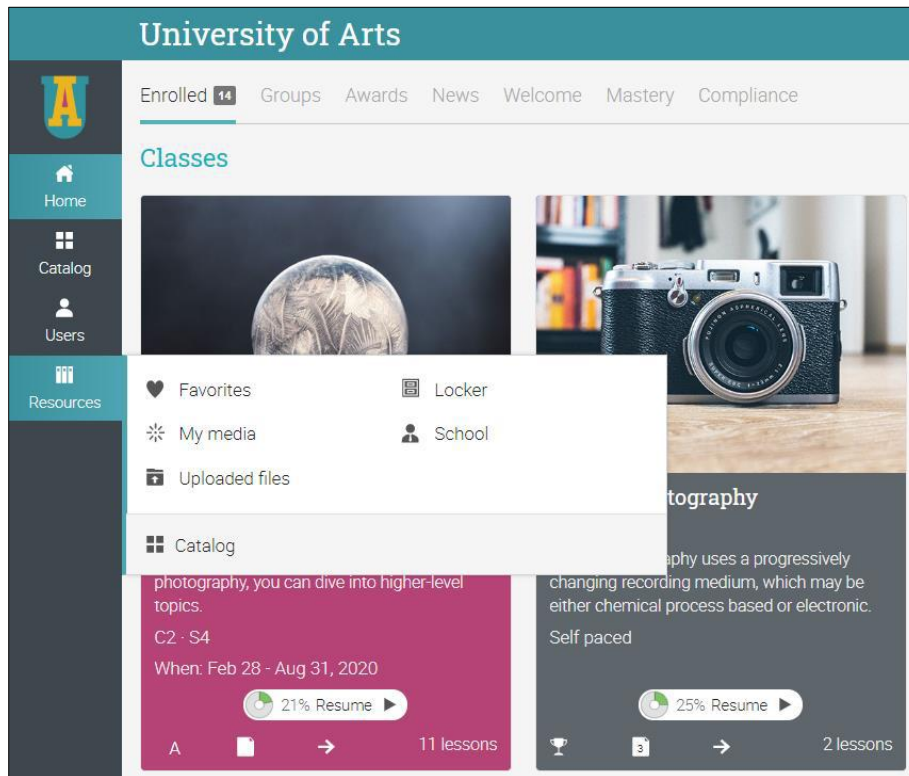 University of Arts
A
Enrolled 14 Groups Awards News Welcome Mastery Compliance
Classes
Home
Catalog
Users
Resources
Favorites
Locker
My media
School
Uploaded files
Catalog
photography, you can dive into higher-level
topics.
C2 · S4
When: Feb 28 - Aug 31, 2020
21% Resume
A
11 lessons
tography
aphy uses a progressively
changing recording medium, which may be
either chemical process based or electronic.
Self paced
25% Resume
3
2 lessons